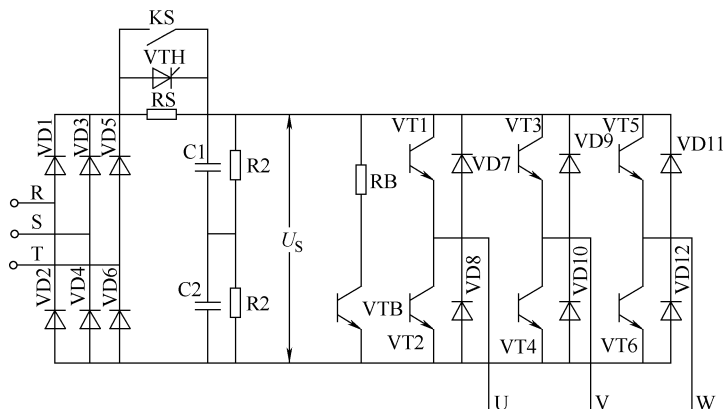 KS
VTH
RS
VD1
VD3
VD5
R
S
T
VD2
VD4
VD6
C1
R2
C2
R2
US
RB
VTB
VT1
VD7
VT3
VD9
VT5
VD11
VT2
VD8
VT4
VD10
VT6
VD12
U
V
W